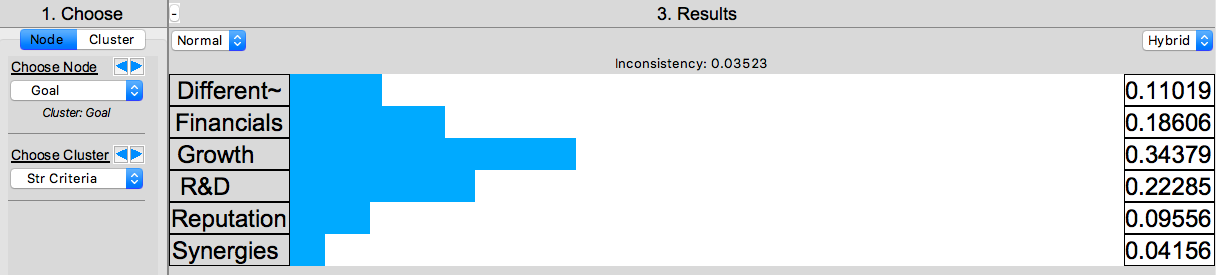 1. Choose
- 3. Results
Node Cluster
Normal Hybrid
Choose Node
Inconsistency: 0.03523
Goal
Cluster: Goal
Choose Cluster
Str Criteria
Different~ 0.11019
Financials 0.18606
Growth 0.34379
R&D 0.22285
Reputation 0.09556
Synergies 0.04156